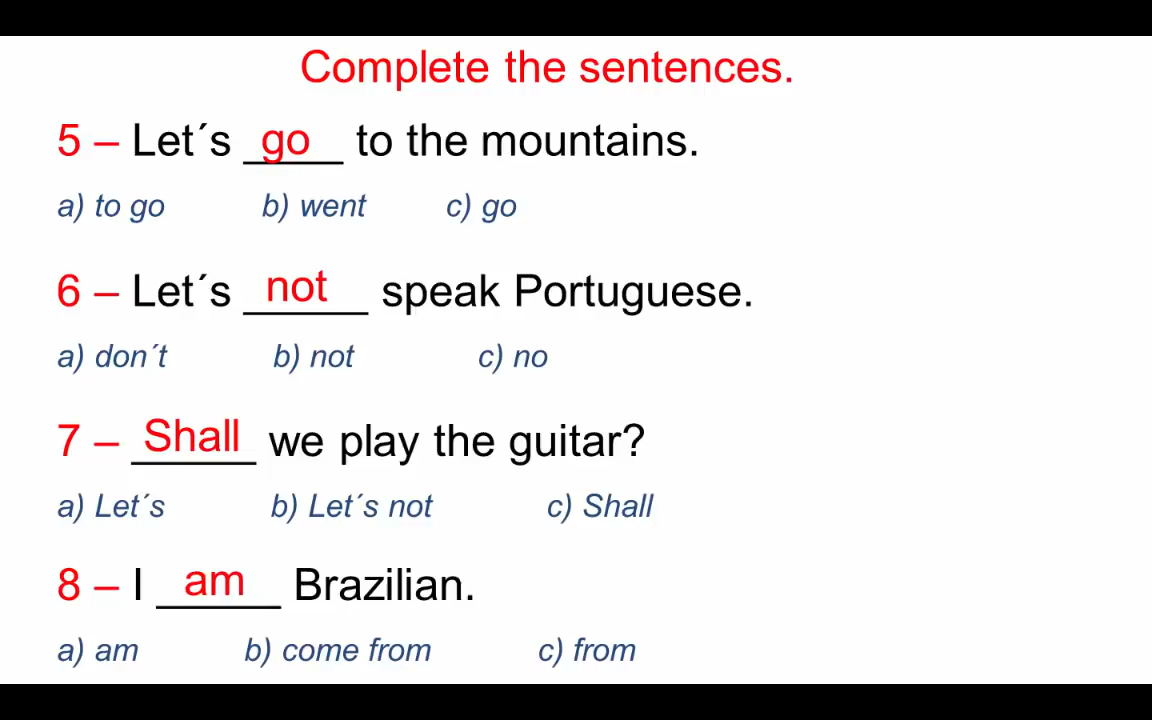 Complete the sentences.
5 – Let´s go to the mountains.
a) to go b) went c) go
6 – Let´s not speak Portuguese.
a) don´t b) not c) no
7 – Shall we play the guitar?
a) Let´s b) Let´s not c) Shall
8 – I am Brazilian.
a) am b) come from c) from